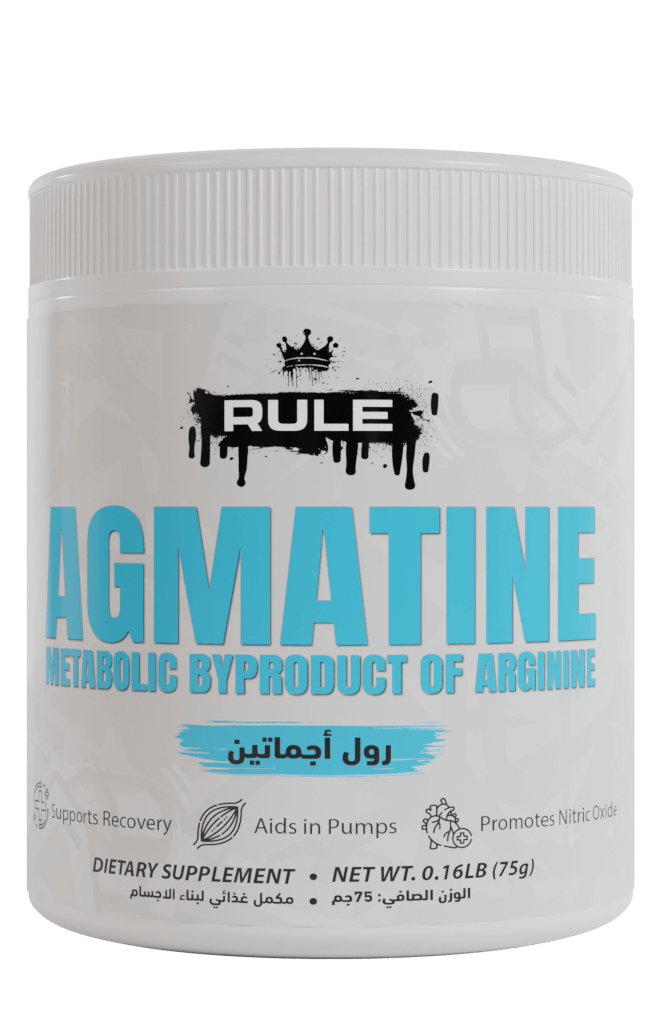 RULE
AGMATINE
METABOLIC BYPRODUCT OF ARGININE
رول أجماتين
Supports Recovery
Aids in Pumps
Promotes Nitric Oxide
DIETARY SUPPLEMENT • NET WT. 0.16LB (75g)
مكمل غذائي لبناء الاجسام • الوزن الصافي: 75جم